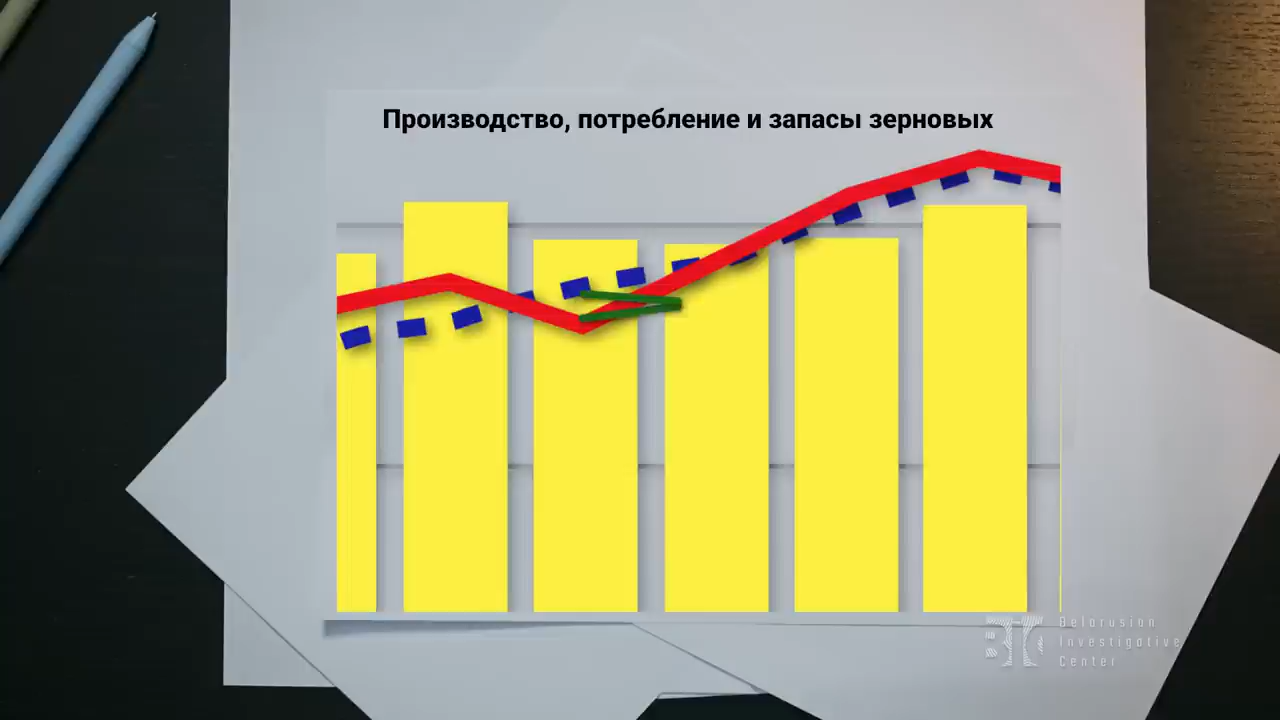 Производство, потребление и запасы зерновых
Belarusian
Investigative
Center